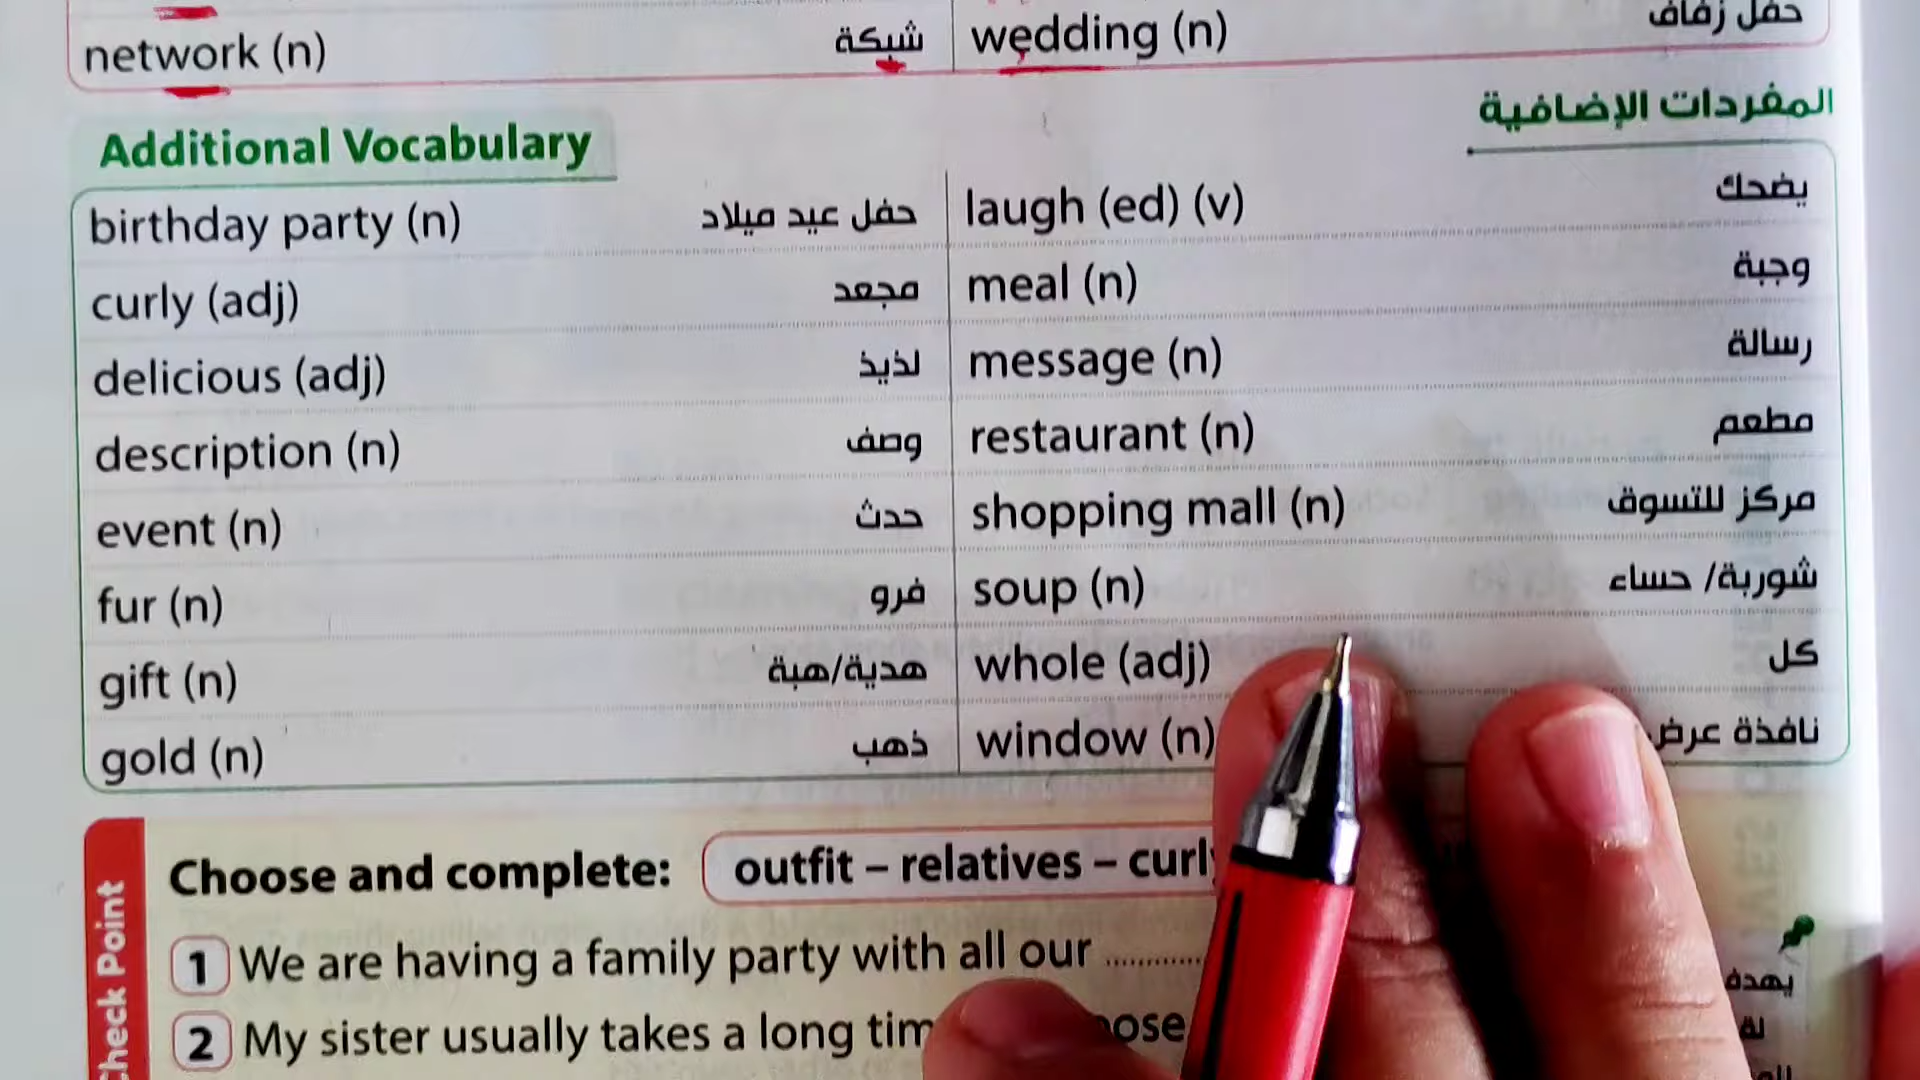 network (n) شبكة wedding (n) حفل زفاف
Additional Vocabulary المفردات الإضافية
birthday party (n) حفل عيد ميلاد laugh (ed) (v) يضحك
curly (adj) مجعد meal (n) وجبة
delicious (adj) لذيذ message (n) رسالة
description (n) وصف restaurant (n) مطعم
event (n) حدث shopping mall (n) مركز للتسوق
fur (n) فرو soup (n) شوربة/ حساء
gift (n) هدية/هبة whole (adj) كل
gold (n) ذهب window (n) نافذة عرض
Check Point
Choose and complete: outfit – relatives –
1 We are having a family party with all our ............
2 My sister usually takes a long